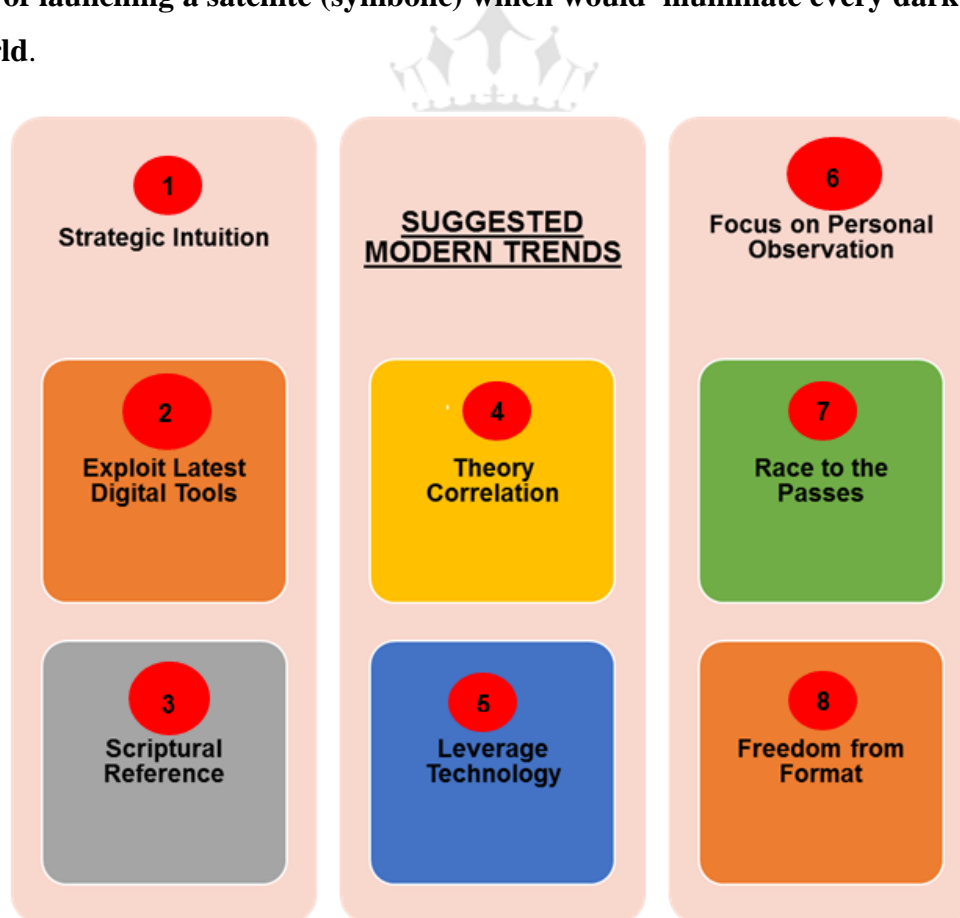 launching a satellite (symbolic) which would illuminate every dark
1
Strategic Intuition
2
Exploit Latest
Digital Tools
3
Scriptural
Reference
SUGGESTED
MODERN TRENDS
4
Theory
Correlation
5
Leverage
Technology
6
Focus on Personal
Observation
7
Race to the
Passes
8
Freedom from
Format